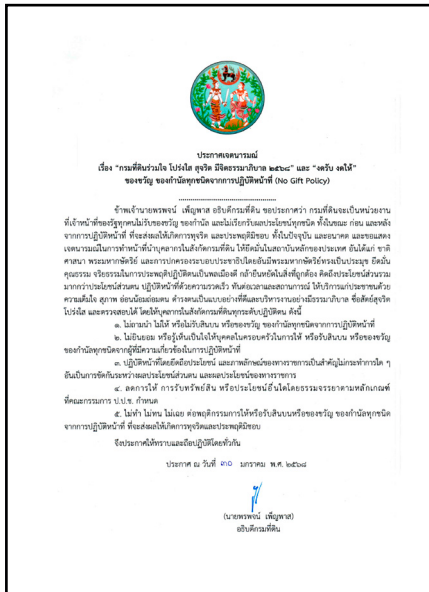 ประกาศเจตนารมณ์
เรื่อง “กรมที่ดินร่วมใจ โปร่งใส สุจริต มีจิตธรรมาภิบาล ๒๕๖๘” และ “งดรับ งดให้”
ของขวัญ ของกำนัลทุกชนิดจากการปฏิบัติหน้าที่ (No Gift Policy)
ข้าพเจ้านายพรพจน์ เพ็ญพาส อธิบดีกรมที่ดิน ขอประกาศว่า กรมที่ดินจะเป็นหน่วยงาน
ที่เจ้าหน้าที่ของรัฐทุกคนไม่รับของขวัญ ของกำนัล และไม่เรียกรับผลประโยชน์ทุกชนิด ทั้งในขณะ ก่อน และหลัง
จากการปฏิบัติหน้าที่ ที่จะส่งผลให้เกิดการทุจริต และประพฤติมิชอบ ทั้งในปัจจุบัน และอนาคต และขอแสดง
เจตนารมณ์ในการทำหน้าที่นำบุคลากรในสังกัดกรมที่ดิน ให้ยึดมั่นในสถาบันหลักของประเทศ อันได้แก่ ชาติ
ศาสนา พระมหากษัตริย์ และการปกครองระบอบประชาธิปไตยอันมีพระมหากษัตริย์ทรงเป็นประมุข ยึดมั่น
คุณธรรม จริยธรรมในการประพฤติปฏิบัติตนเป็นพลเมืองดี กล้ายืนหยัดในสิ่งที่ถูกต้อง คิดถึงประโยชน์ส่วนรวม
มากกว่าประโยชน์ส่วนตน ปฏิบัติหน้าที่ด้วยความรวดเร็ว ทันต่อเวลาและสถานการณ์ ให้บริการแก่ประชาชนด้วย
ความเต็มใจ สุภาพ อ่อนน้อมถ่อมตน ดำรงตนเป็นแบบอย่างที่ดีและบริหารงานอย่างมีธรรมาภิบาล ซื่อสัตย์สุจริต
โปร่งใส และตรวจสอบได้ โดยให้บุคลากรในสังกัดกรมที่ดินทุกระดับปฏิบัติตน ดังนี้
๑. ไม่ถามนำ ไม่ให้ หรือไม่รับสินบน หรือของขวัญ ของกำนัลทุกชนิดจากการปฏิบัติหน้าที่
๒. ไม่ยินยอม หรือรู้เห็นเป็นใจให้บุคคลในครอบครัวในการให้ หรือรับสินบน หรือของขวัญ
ของกำนัลทุกชนิดจากผู้ที่มีความเกี่ยวข้องในการปฏิบัติหน้าที่
๓. ปฏิบัติหน้าที่โดยยึดถือประโยชน์ และภาพลักษณ์ของทางราชการเป็นสำคัญไม่กระทำการใด ๆ
อันเป็นการขัดกันระหว่างผลประโยชน์ส่วนตน และผลประโยชน์ของทางราชการ
๔. ลดการให้ การรับทรัพย์สิน หรือประโยชน์อื่นใดโดยธรรมจรรยาตามหลักเกณฑ์
ที่คณะกรรมการ ป.ป.ช. กำหนด
๕. ไม่ทำ ไม่ทน ไม่เฉย ต่อพฤติกรรมการให้หรือรับสินบนหรือของขวัญ ของกำนัลทุกชนิด
จากการปฏิบัติหน้าที่ ที่จะส่งผลให้เกิดการทุจริตและประพฤติมิชอบ
จึงประกาศให้ทราบและถือปฏิบัติโดยทั่วกัน
ประกาศ ณ วันที่ ๓๐ มกราคม พ.ศ. ๒๕๖๘
(นายพรพจน์ เพ็ญพาส)
อธิบดีกรมที่ดิน